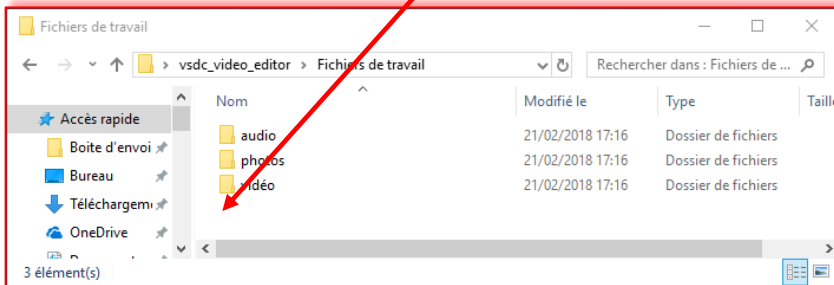 Fichiers de travail
vsdc_video_editor > Fichiers de travail
Rechercher dans : Fichiers de ...
Nom Modifié le Type Taille
Accès rapide
audio 21/02/2018 17:16 Dossier de fichiers
Boite d'envoi
photos 21/02/2018 17:16 Dossier de fichiers
Bureau
vidéo 21/02/2018 17:16 Dossier de fichiers
Téléchargem
OneDrive
3 élément(s)